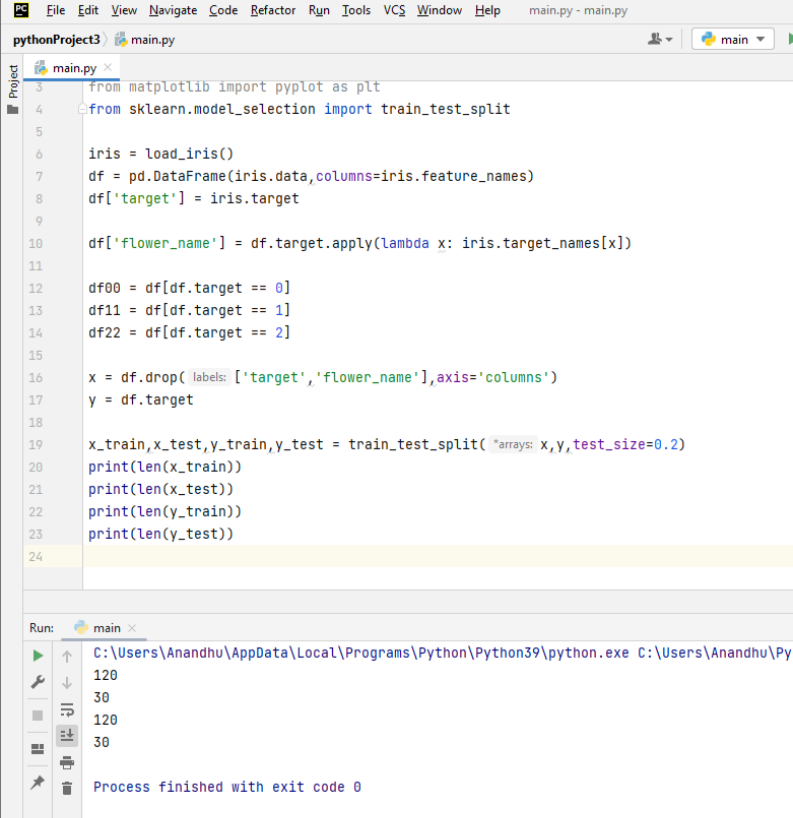 PC File Edit View Navigate Code Refactor Run Tools VCS Window Help main.py - main.py
pythonProject3 main.py main
Project
main.py
3 from matplotlib import pyplot as plt
4 from sklearn.model_selection import train_test_split
5
6 iris = load_iris()
7 df = pd.DataFrame(iris.data,columns=iris.feature_names)
8 df['target'] = iris.target
9
10 df['flower_name'] = df.target.apply(lambda x: iris.target_names[x])
11
12 df00 = df[df.target == 0]
13 df11 = df[df.target == 1]
14 df22 = df[df.target == 2]
15
16 x = df.drop( labels: ['target','flower_name'],axis='columns')
17 y = df.target
18
19 x_train,x_test,y_train,y_test = train_test_split( *arrays: x,y,test_size=0.2)
20 print(len(x_train))
21 print(len(x_test))
22 print(len(y_train))
23 print(len(y_test))
24
Run: main
C:\Users\Anandhu\AppData\Local\Programs\Python\Python39\python.exe C:\Users\Anandhu\Py
120
30
120
30
Process finished with exit code 0